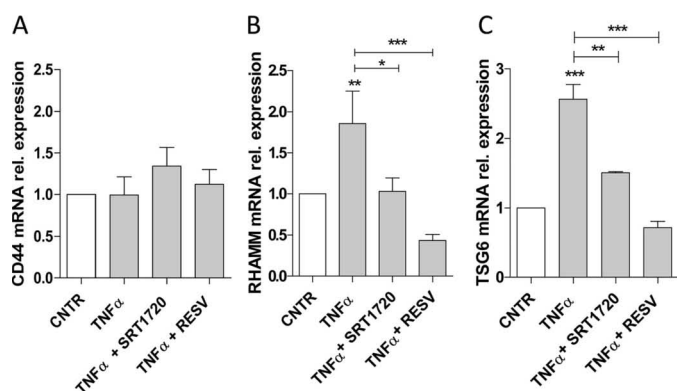 A
CD44 mRNA rel. expression
2.5
2.0
1.5
1.0
0.5
0.0
CNTR
TNFα
TNFα + SRT1720
TNFα + RESV
B
RHAMM mRNA rel. expression
2.5
2.0
1.5
1.0
0.5
0.0
***
*
**
CNTR
TNFα
TNFα + SRT1720
TNFα + RESV
C
TSG6 mRNA rel. expression
3
2
1
0
***
**
***
CNTR
TNFα
TNFα + SRT1720
TNFα + RESV